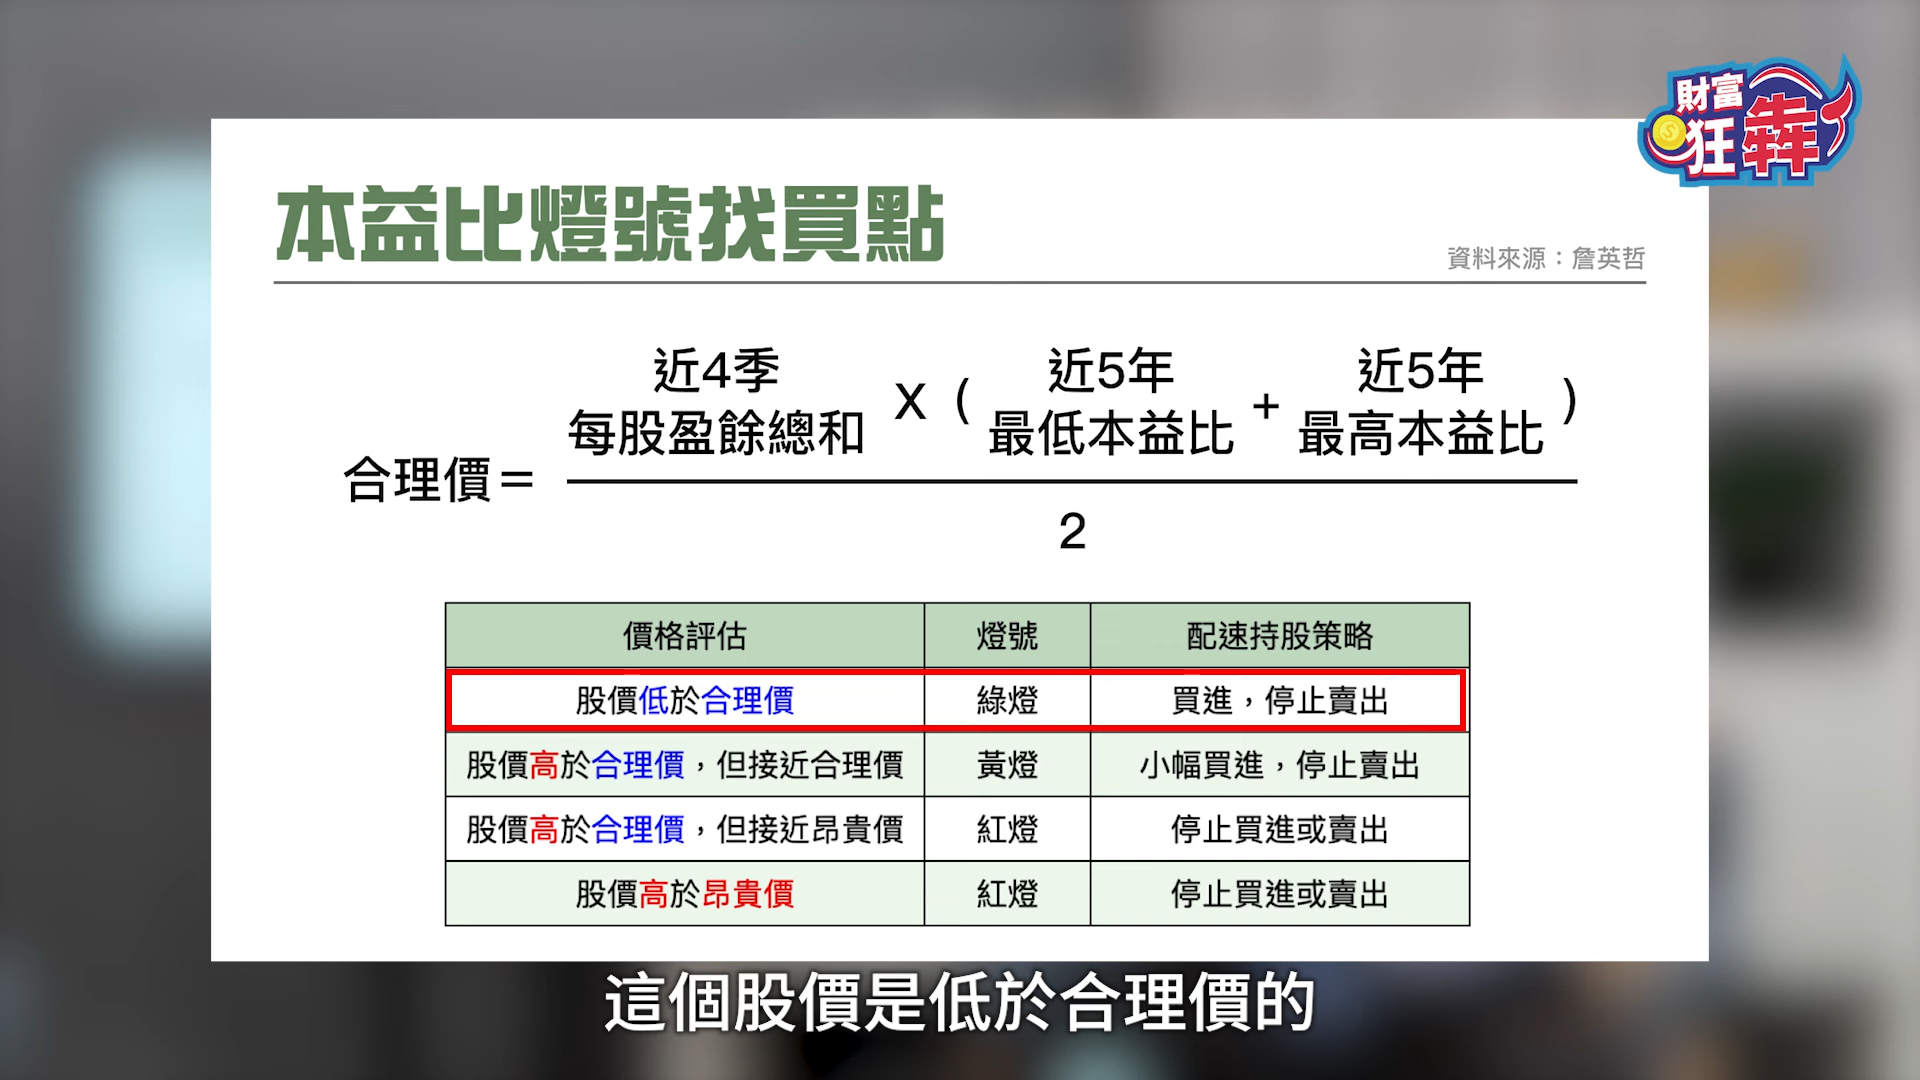 財富
狂犇
本益比燈號找買點
資料來源：詹英哲
合理價＝
近4季
每股盈餘總和
X（
近5年
最低本益比
+
近5年
最高本益比
）
2
價格評估 燈號 配速持股策略
股價低於合理價 綠燈 買進，停止賣出
股價高於合理價，但接近合理價 黃燈 小幅買進，停止賣出
股價高於合理價，但接近昂貴價 紅燈 停止買進或賣出
股價高於昂貴價 紅燈 停止買進或賣出
這個股價是低於合理價的